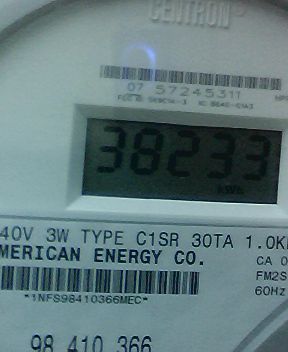 CENTRON®
07 57245311
38233
kWh
40V 3W TYPE C1SR 30TA 1.0K
MERICAN ENERGY CO.
CA 0
FM2S
*1NFS98410366MEC*
60Hz
98 410 366